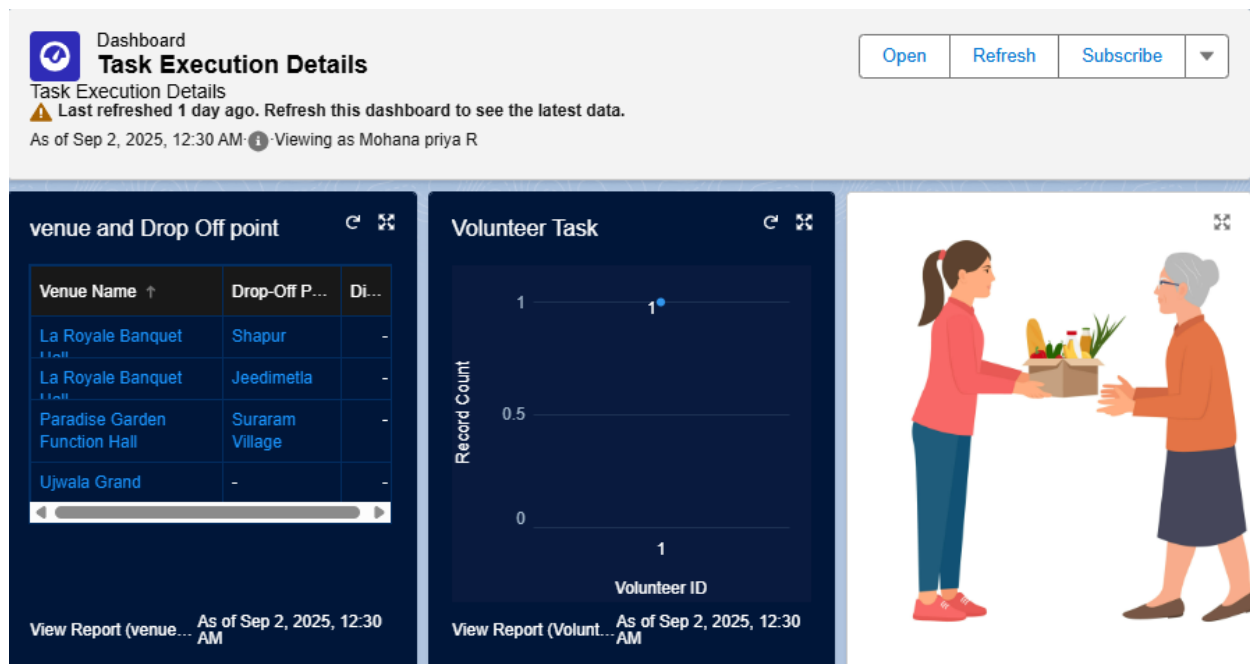 Dashboard
Task Execution Details
Open
Refresh
Subscribe
Task Execution Details
Last refreshed 1 day ago. Refresh this dashboard to see the latest data.
As of Sep 2, 2025, 12:30 AM·Viewing as Mohana priya R
venue and Drop Off point
Venue Name ↑ Drop-Off P... Di...
La Royale Banquet Shapur -
Hall
La Royale Banquet Jeedimetla -
Hall
Paradise Garden Suraram -
Function Hall Village
Ujwala Grand - -
View Report (venue...
As of Sep 2, 2025, 12:30
AM
Volunteer Task
Record Count
1
0.5
0
1
1
Volunteer ID
View Report (Volunt...
As of Sep 2, 2025, 12:30
AM